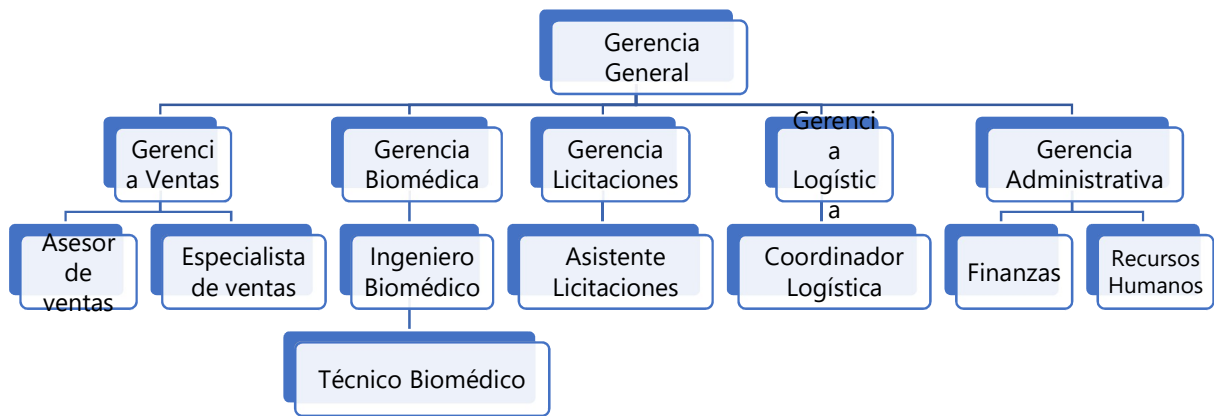 Gerencia
General
Gerenci
a Ventas
Gerencia
Biomédica
Gerencia
Licitaciones
Gerenci
a
Logístic
a
Gerencia
Administrativa
Asesor
de
ventas
Especialista
de ventas
Ingeniero
Biomédico
Asistente
Licitaciones
Coordinador
Logística
Finanzas
Recursos
Humanos
Técnico Biomédico